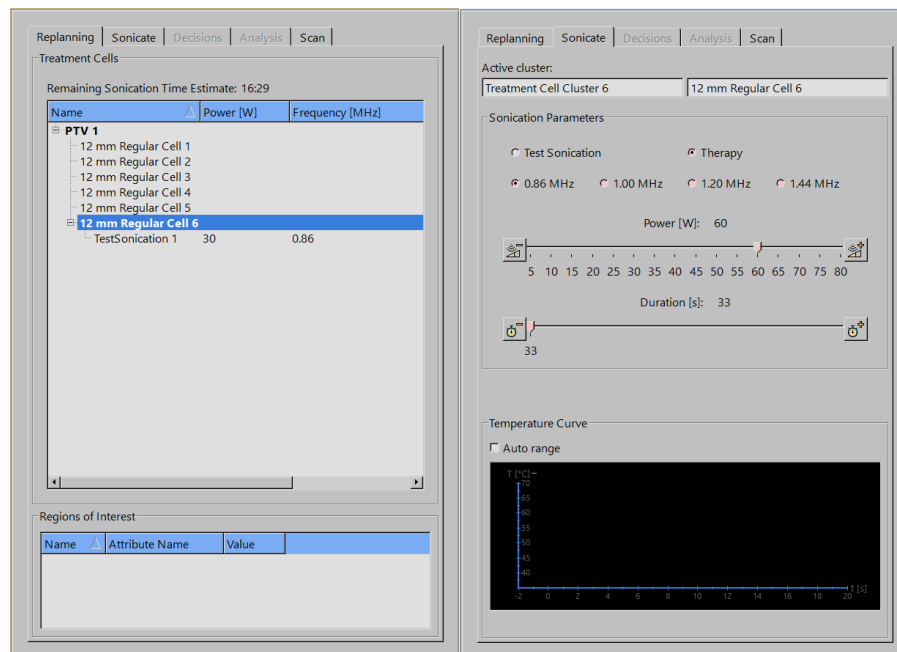 Replanning Sonicate Decisions Analysis Scan
Treatment Cells
Remaining Sonication Time Estimate: 16:29
Name Power [W] Frequency [MHz]
PTV 1
12 mm Regular Cell 1
12 mm Regular Cell 2
12 mm Regular Cell 3
12 mm Regular Cell 4
12 mm Regular Cell 5
12 mm Regular Cell 6
TestSonication 1 30 0.86
Regions of Interest
Name Attribute Name Value
Replanning Sonicate Decisions Analysis Scan
Active cluster:
Treatment Cell Cluster 6 12 mm Regular Cell 6
Sonication Parameters
Test Sonication Therapy
0.86 MHz 1.00 MHz 1.20 MHz 1.44 MHz
Power [W]: 60
5 10 15 20 25 30 35 40 45 50 55 60 65 70 75 80
Duration [s]: 33
33
Temperature Curve
Auto range
T [°C]
70
65
60
55
50
45
40
-2 0 2 4 6 8 10 12 14 16 18 20 t [s]